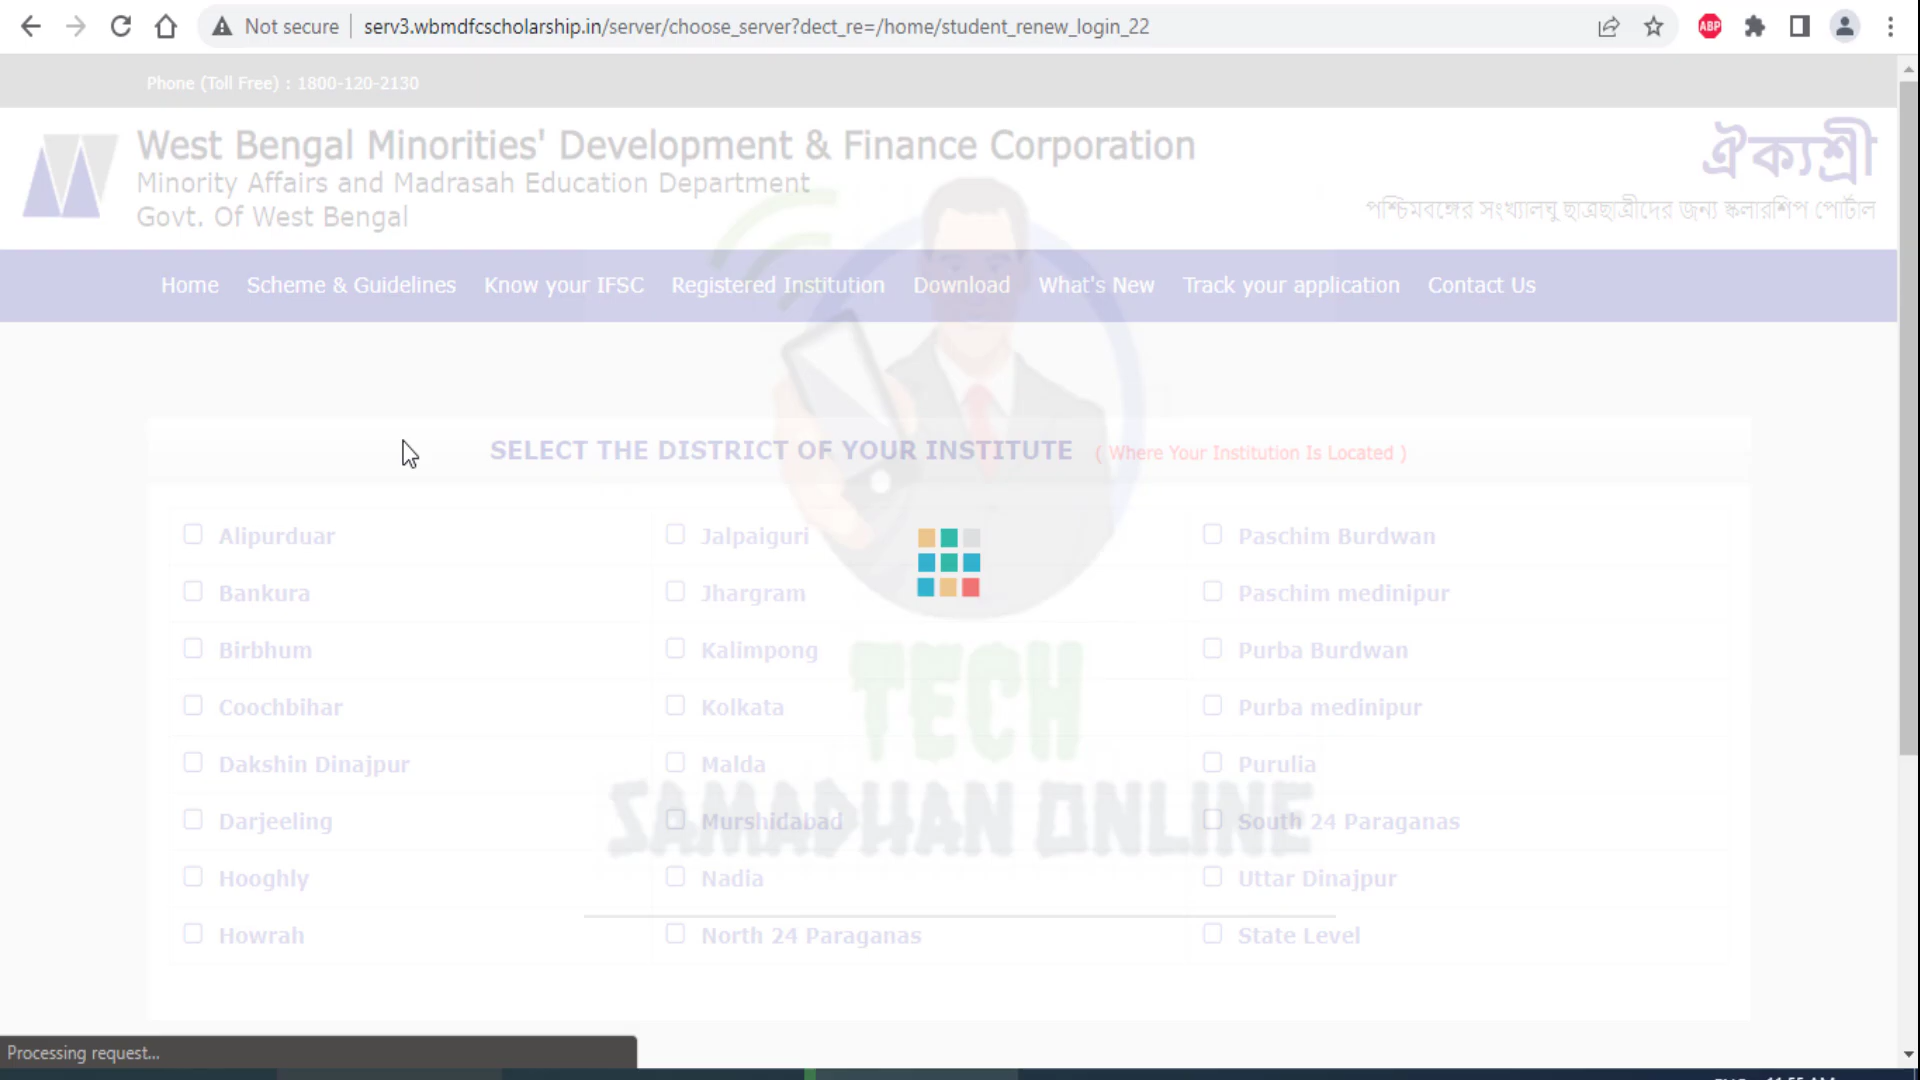 Not secure
serv3.wbmdfcscholarship.in/server/choose_server?dect_re=/home/student_renew_login_22
ABP
Phone (Toll Free) : 1800-120-2130
West Bengal Minorities' Development & Finance Corporation
Minority Affairs and Madrasah Education Department
Govt. Of West Bengal
ঐক্যশ্রী
পশ্চিমবঙ্গের সংখ্যালঘু ছাত্রছাত্রীদের জন্য স্কলারশিপ পোর্টাল
Home Scheme & Guidelines Know your IFSC Registered Institution Download What's New Track your application Contact Us
SELECT THE DISTRICT OF YOUR INSTITUTE ( Where Your Institution Is Located )
Alipurduar Jalpaiguri Paschim Burdwan
Bankura Jhargram Paschim medinipur
Birbhum Kalimpong Purba Burdwan
Coochbihar Kolkata Purba medinipur
Dakshin Dinajpur Malda Purulia
Darjeeling Murshidabad South 24 Paraganas
Hooghly Nadia Uttar Dinajpur
Howrah North 24 Paraganas State Level
TECH
SAMADHAN ONLINE
Processing request...